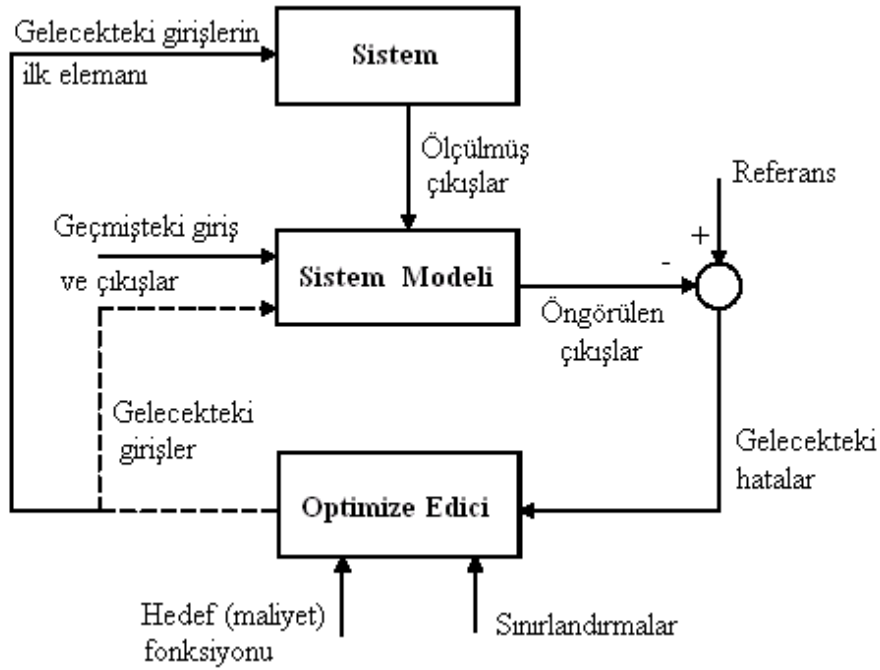 Gelecekteki girişlerin
ilk elemanı
Sistem
Ölçülmüş
çıkışlar
Referans
Geçmişteki giriş
ve çıkışlar
Sistem Modeli
+
-
Öngörülen
çıkışlar
Gelecekteki
girişler
Gelecekteki
hatalar
Optimize Edici
Hedef (maliyet)
fonksiyonu
Sınırlandırmalar